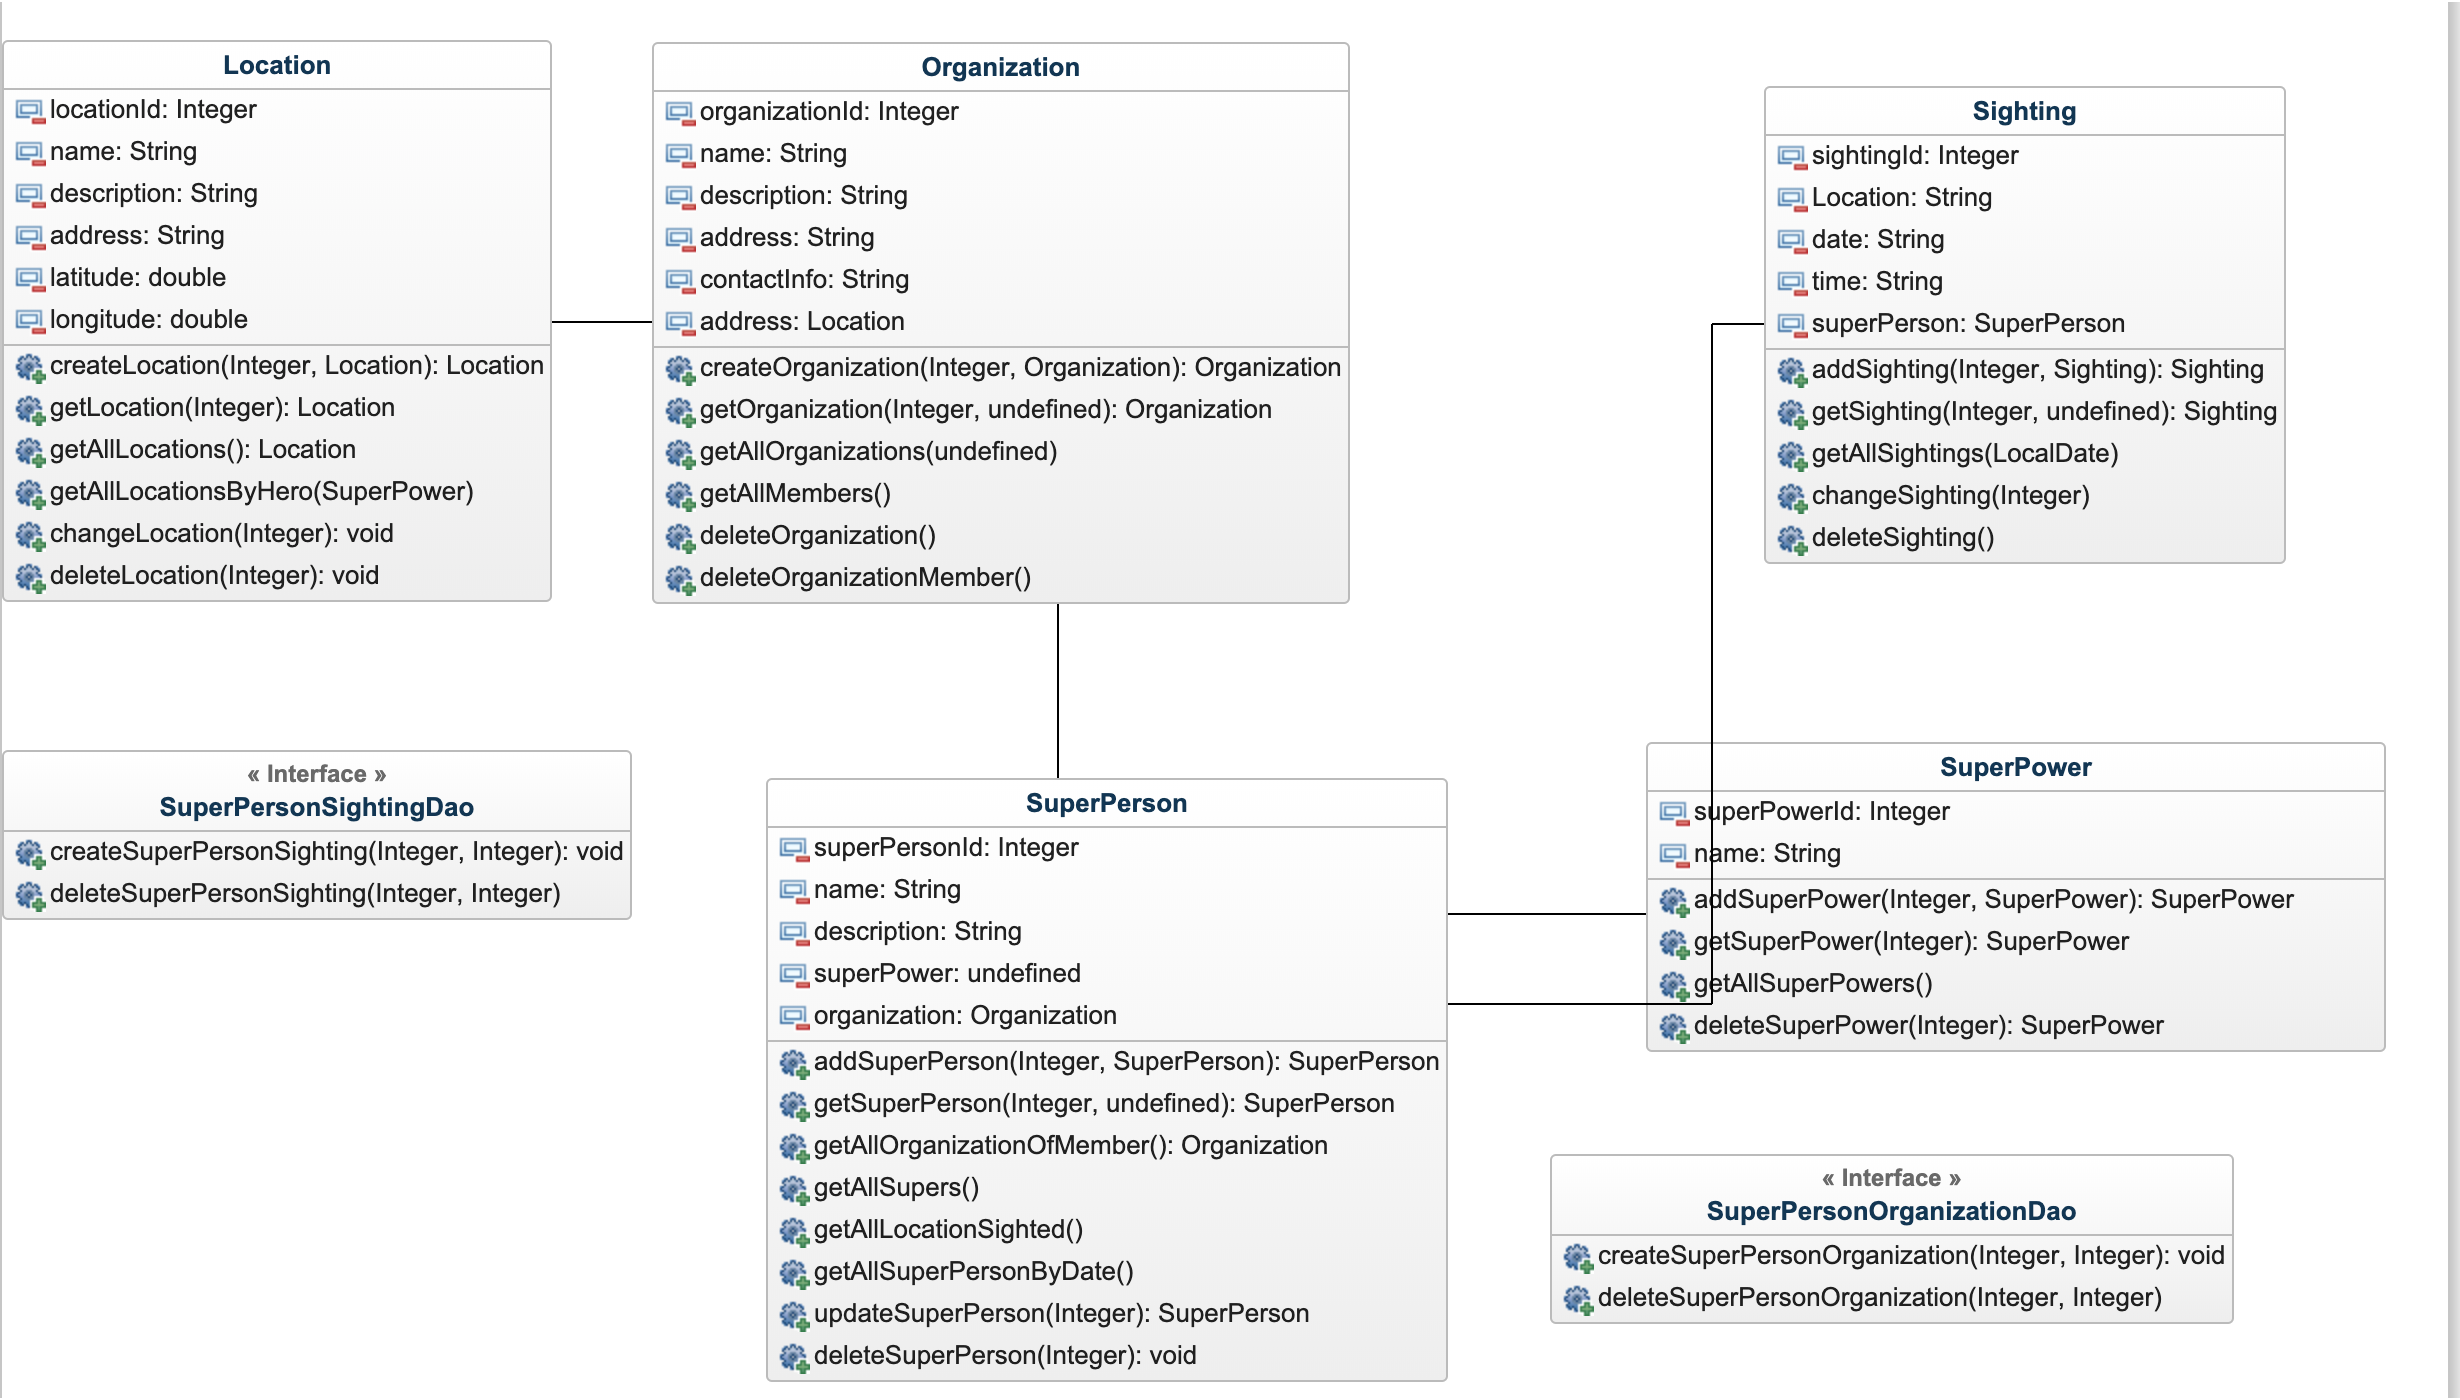 Location
locationId: Integer
name: String
description: String
address: String
latitude: double
longitude: double
createLocation(Integer, Location): Location
getLocation(Integer): Location
getAllLocations(): Location
getAllLocationsByHero(SuperPower)
changeLocation(Integer): void
deleteLocation(Integer): void
Organization
organizationId: Integer
name: String
description: String
address: String
contactInfo: String
address: Location
createOrganization(Integer, Organization): Organization
getOrganization(Integer, undefined): Organization
getAllOrganizations(undefined)
getAllMembers()
deleteOrganization()
deleteOrganizationMember()
Sighting
sightingId: Integer
Location: String
date: String
time: String
superPerson: SuperPerson
addSighting(Integer, Sighting): Sighting
getSighting(Integer, undefined): Sighting
getAllSightings(LocalDate)
changeSighting(Integer)
deleteSighting()
« Interface »
SuperPersonSightingDao
createSuperPersonSighting(Integer, Integer): void
deleteSuperPersonSighting(Integer, Integer)
SuperPerson
superPersonId: Integer
name: String
description: String
superPower: undefined
organization: Organization
addSuperPerson(Integer, SuperPerson): SuperPerson
getSuperPerson(Integer, undefined): SuperPerson
getAllOrganizationOfMember(): Organization
getAllSupers()
getAllLocationSighted()
getAllSuperPersonByDate()
updateSuperPerson(Integer): SuperPerson
deleteSuperPerson(Integer): void
SuperPower
superPowerId: Integer
name: String
addSuperPower(Integer, SuperPower): SuperPower
getSuperPower(Integer): SuperPower
getAllSuperPowers()
deleteSuperPower(Integer): SuperPower
« Interface »
SuperPersonOrganizationDao
createSuperPersonOrganization(Integer, Integer): void
deleteSuperPersonOrganization(Integer, Integer)